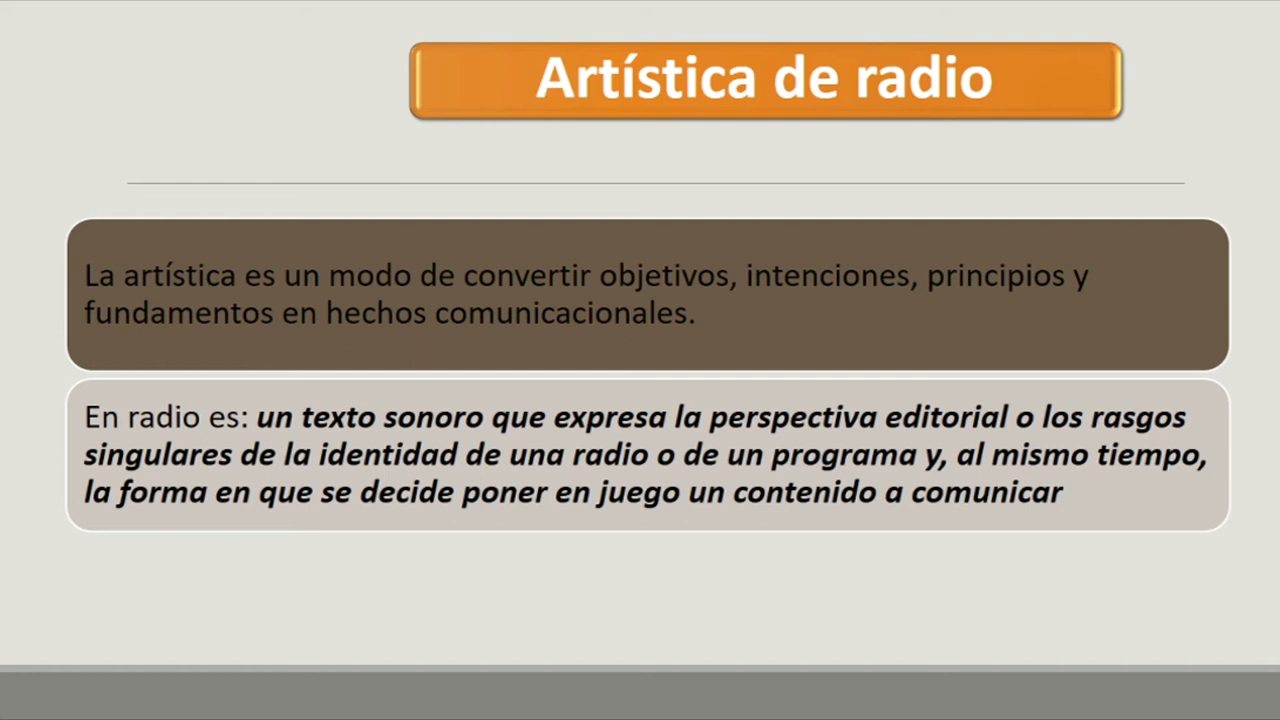 Artística de radio
La artística es un modo de convertir objetivos, intenciones, principios y
fundamentos en hechos comunicacionales.
En radio es: un texto sonoro que expresa la perspectiva editorial o los rasgos
singulares de la identidad de una radio o de un programa y, al mismo tiempo,
la forma en que se decide poner en juego un contenido a comunicar